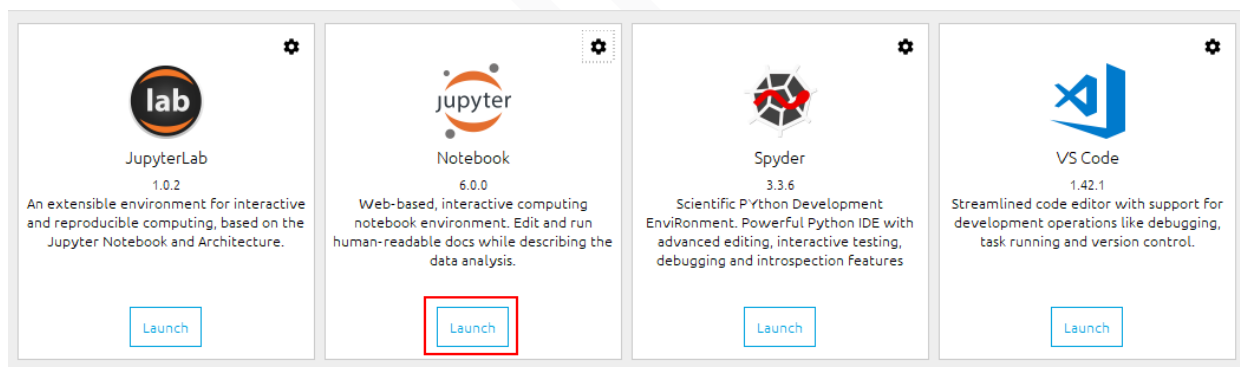 lab
JupyterLab
1.0.2
An extensible environment for interactive
and reproducible computing, based on the
Jupyter Notebook and Architecture.
Launch
jupyter
Notebook
6.0.0
Web-based, interactive computing
notebook environment. Edit and run
human-readable docs while describing the
data analysis.
Launch
Spyder
3.3.6
Scientific PYthon Development
EnviRonment. Powerful Python IDE with
advanced editing, interactive testing,
debugging and introspection features
Launch
VS Code
1.42.1
Streamlined code editor with support for
development operations like debugging,
task running and version control.
Launch